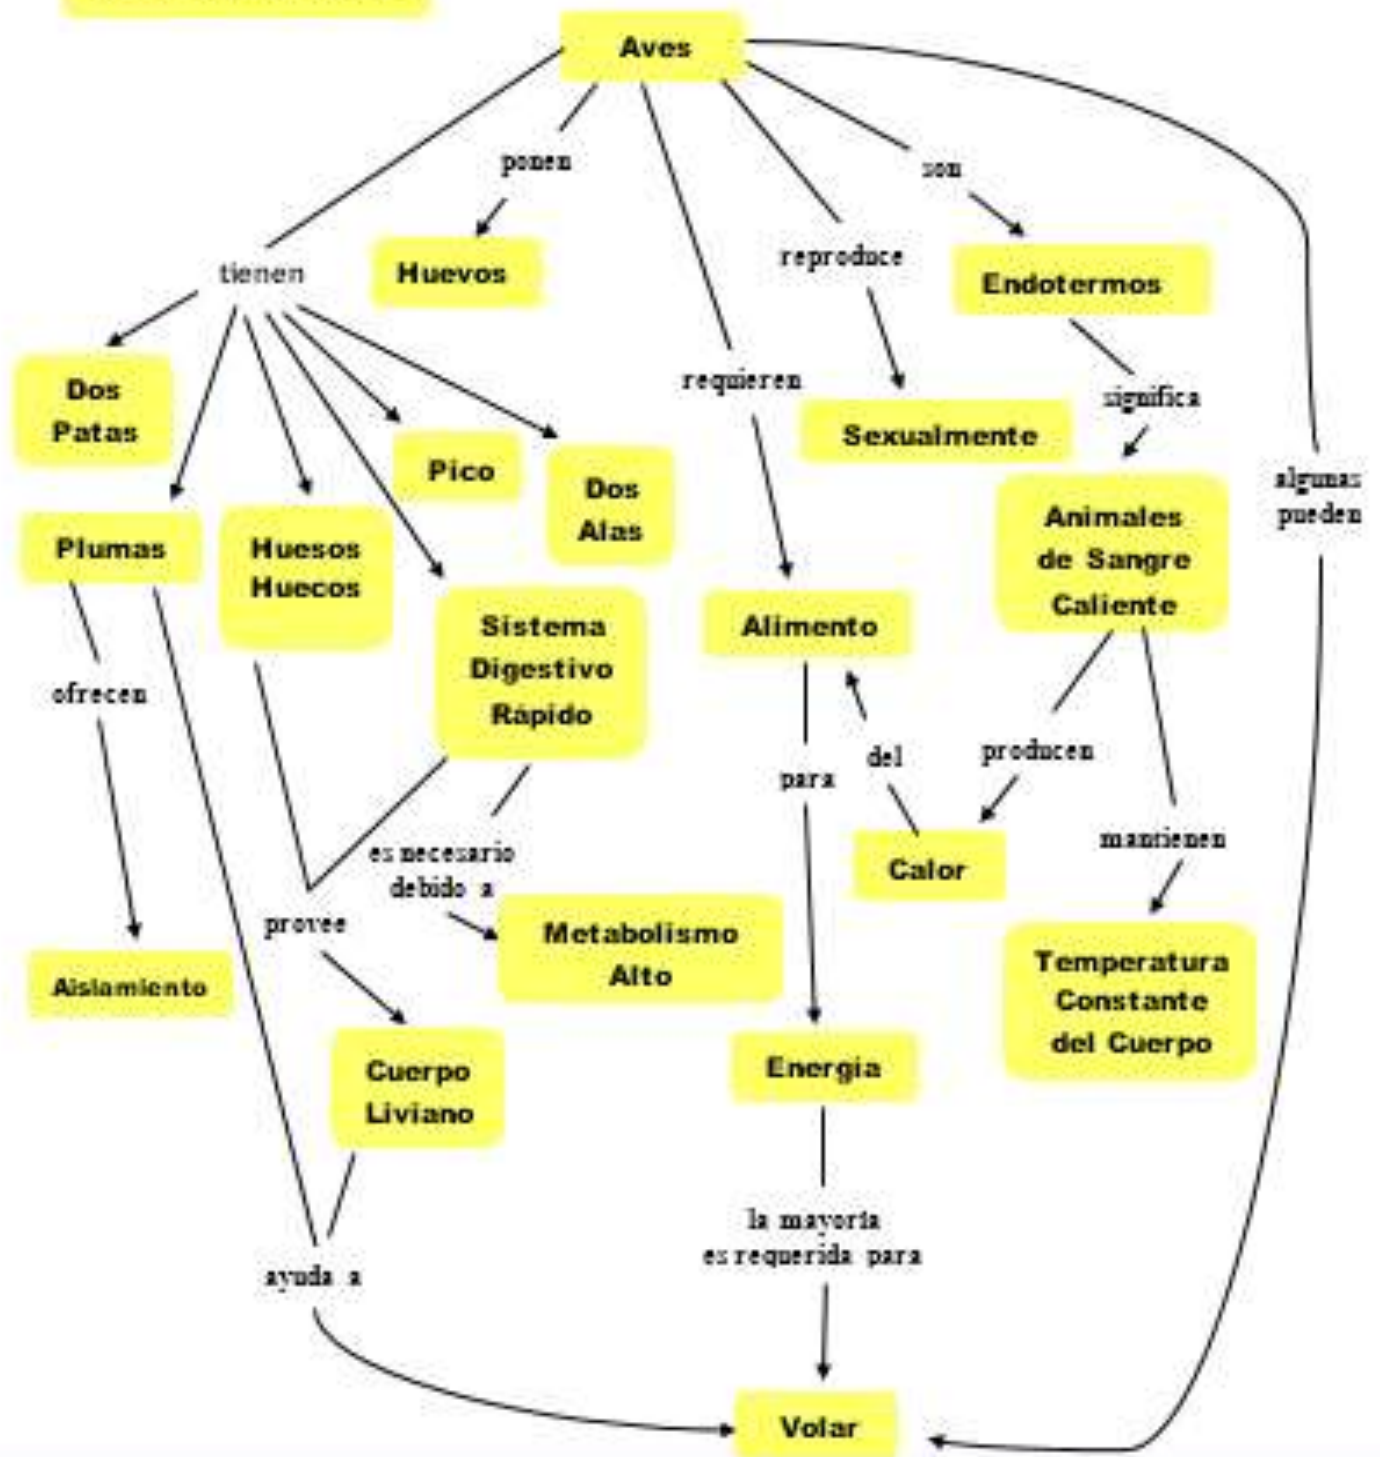 Aves
ponen
son
reproduce
tienen
Huevos
Endotermos
requieren
significa
Dos
Patas
Sexualmente
Pico
Dos
Alas
algunas
pueden
Animales
de Sangre
Caliente
Plumas
Huesos
Huecos
Sistema
Digestivo
Rápido
Alimento
ofrecen
para
del
producen
es necesario
debido a
mantienen
Calor
provee
Metabolismo
Alto
Aislamiento
Temperatura
Constante
del Cuerpo
Cuerpo
Liviano
Energia
la mayoría
es requerida para
ayuda a
Volar